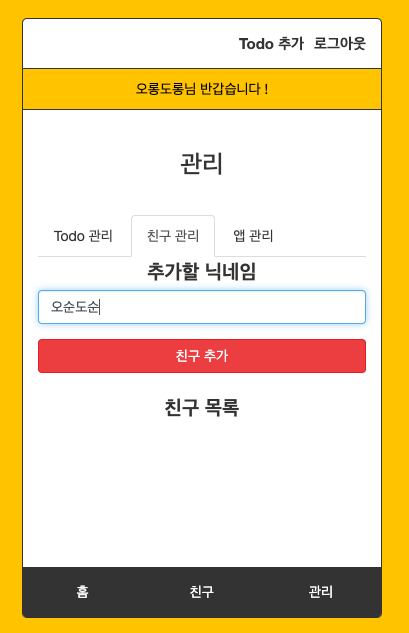 Todo 추가 로그아웃
오롱도롱님 반갑습니다 !
관리
Todo 관리 친구 관리 앱 관리
추가할 닉네임
오순도순
친구 추가
친구 목록
홈 친구 관리